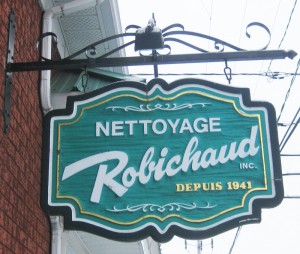 NETTOYAGE
Robichaud
INC.
DEPUIS 1941